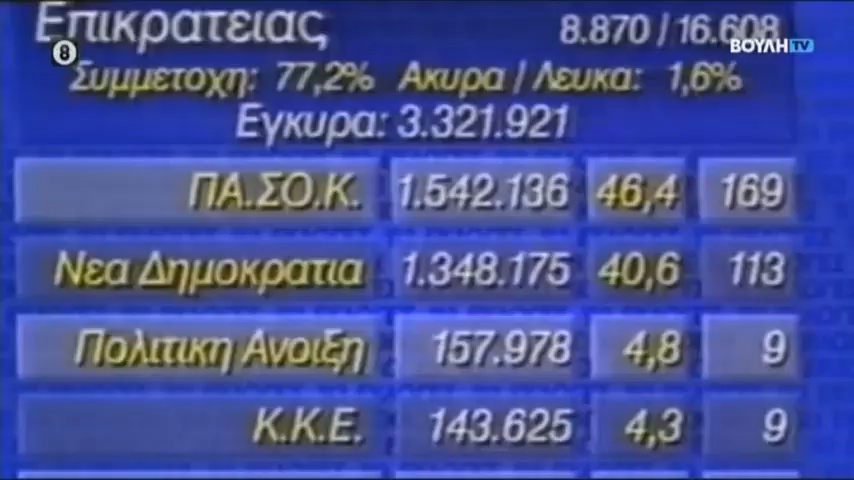 Επικρατειας 8.870 / 16.608
8 ΒΟΥΛΗ TV
Συμμετοχη: 77,2% Ακυρα / Λευκα: 1,6%
Εγκυρα: 3.321.921
ΠΑ.ΣΟ.Κ. 1.542.136 46,4 169
Νεα Δημοκρατια 1.348.175 40,6 113
Πολιτικη Ανοιξη 157.978 4,8 9
Κ.Κ.Ε. 143.625 4,3 9